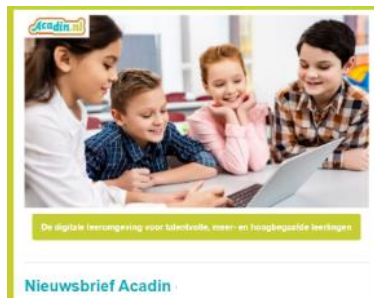 Acadin.nl
De digitale leeromgeving voor talentvolle, meer- en hoogbegaafde leerlingen
Nieuwsbrief Acadin